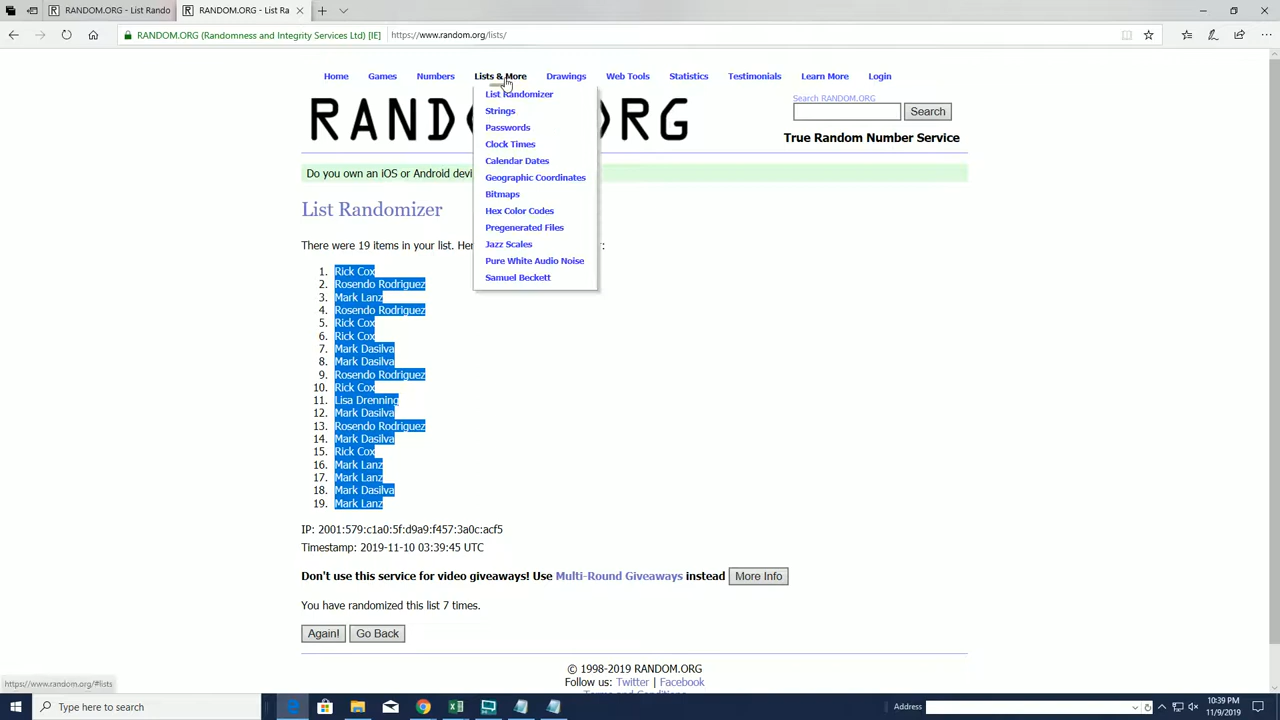 RANDOM.ORG - List Rando
RANDOM.ORG - List Ra
RANDOM.ORG (Randomness and Integrity Services Ltd) [IE]
https://www.random.org/lists/
Home Games Numbers Lists & More Drawings Web Tools Statistics Testimonials Learn More Login
List Randomizer
Strings
Passwords
Clock Times
Calendar Dates
Geographic Coordinates
Bitmaps
Hex Color Codes
Pregenerated Files
Jazz Scales
Pure White Audio Noise
Samuel Beckett
Search RANDOM.ORG
Search
RAND ORG
True Random Number Service
Do you own an iOS or Android devi
List Randomizer
There were 19 items in your list. Her r:
1. Rick Cox
2. Rosendo Rodriguez
3. Mark Lanz
4. Rosendo Rodriguez
5. Rick Cox
6. Rick Cox
7. Mark Dasilva
8. Mark Dasilva
9. Rosendo Rodriguez
10. Rick Cox
11. Lisa Drenning
12. Mark Dasilva
13. Rosendo Rodriguez
14. Mark Dasilva
15. Rick Cox
16. Mark Lanz
17. Mark Lanz
18. Mark Dasilva
19. Mark Lanz
IP: 2001:579:c1a0:5f:d9a9:f457:3a0c:acf5
Timestamp: 2019-11-10 03:39:45 UTC
Don't use this service for video giveaways! Use Multi-Round Giveaways instead More Info
You have randomized this list 7 times.
Again! Go Back
© 1998-2019 RANDOM.ORG
Follow us: Twitter | Facebook
Terms and Conditions
https://www.random.org/#lists
Type here to search
Address
10:39 PM
11/9/2019